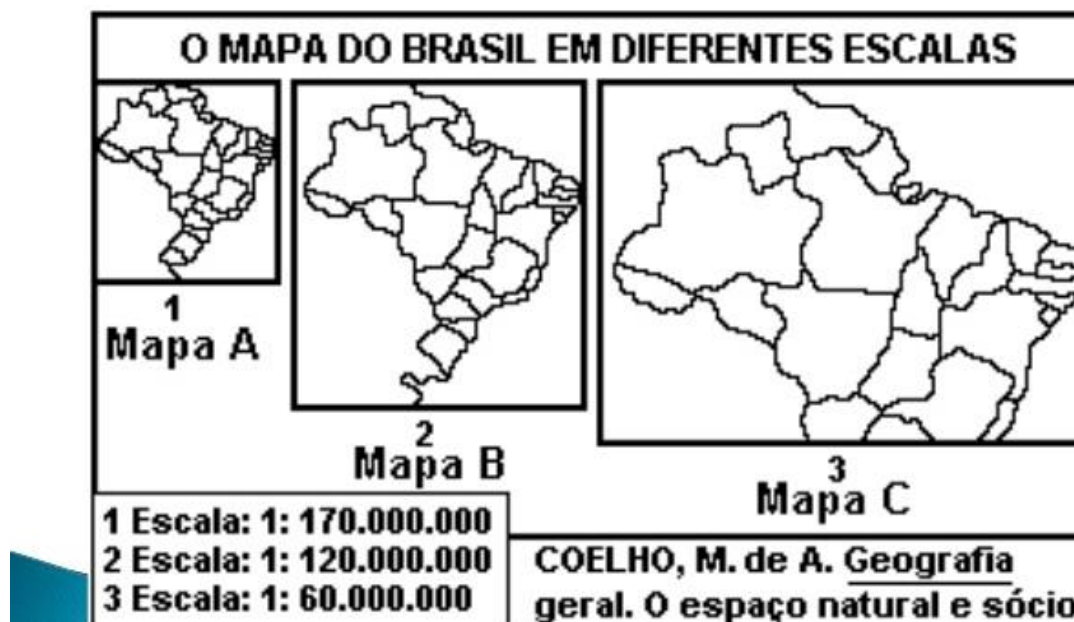 O MAPA DO BRASIL EM DIFERENTES ESCALAS
1
Mapa A
2
Mapa B
3
Mapa C
1 Escala: 1: 170.000.000
2 Escala: 1: 120.000.000
3 Escala: 1: 60.000.000
COELHO, M. de A. Geografia
geral. O espaço natural e sócio